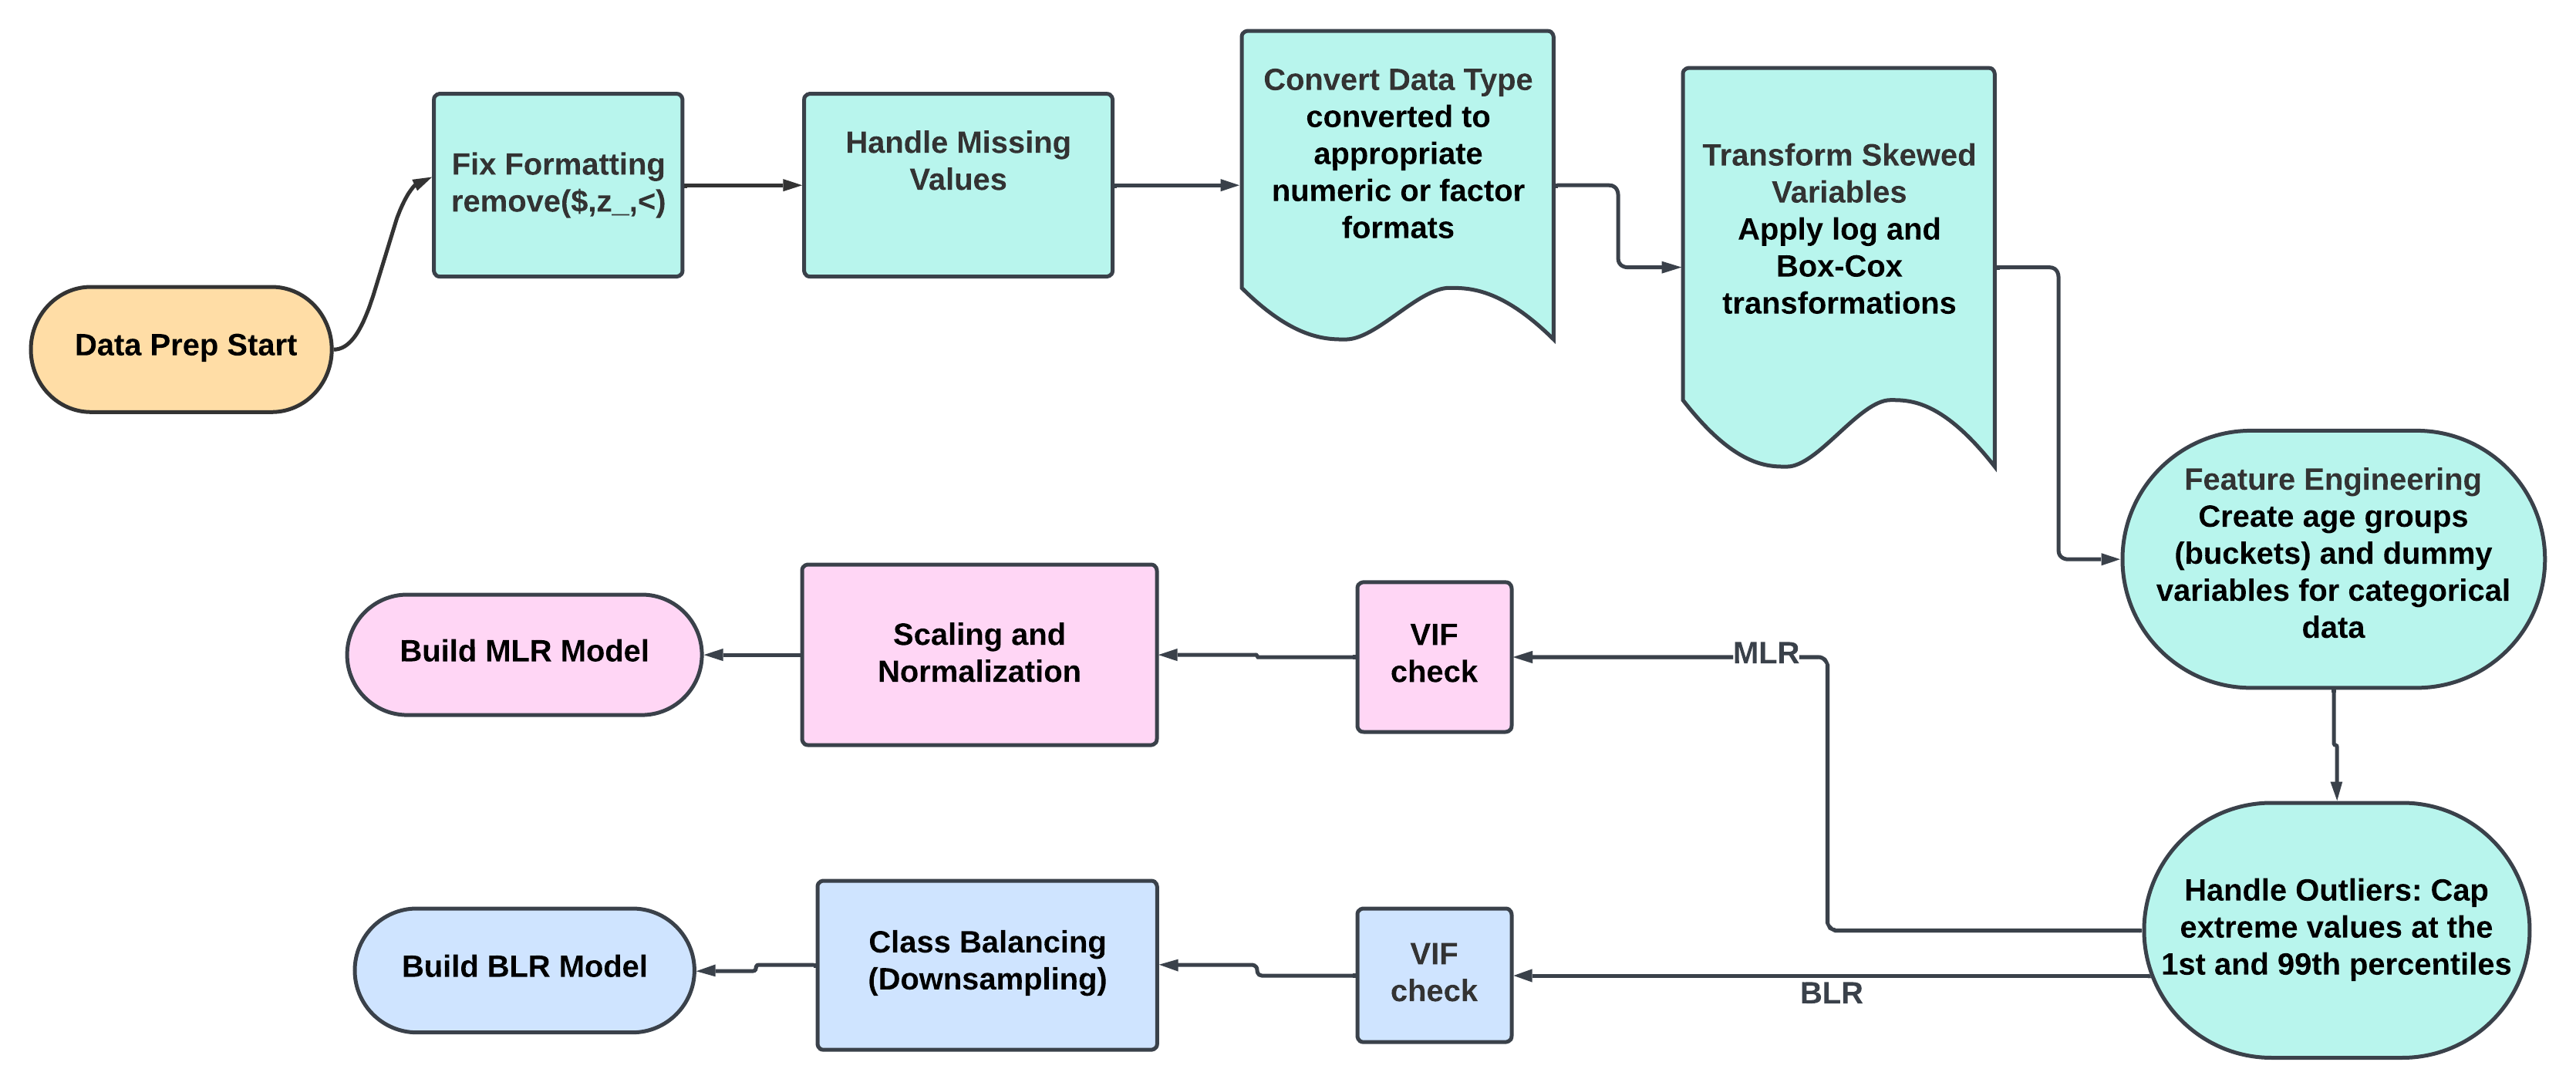 Data Prep Start
Fix Formatting
remove($,z_,<)
Handle Missing
Values
Convert Data Type
converted to
appropriate
numeric or factor
formats
Transform Skewed
Variables
Apply log and
Box-Cox
transformations
Feature Engineering
Create age groups
(buckets) and dummy
variables for categorical
data
Handle Outliers: Cap
extreme values at the
1st and 99th percentiles
MLR
VIF
check
Scaling and
Normalization
Build MLR Model
BLR
VIF
check
Class Balancing
(Downsampling)
Build BLR Model